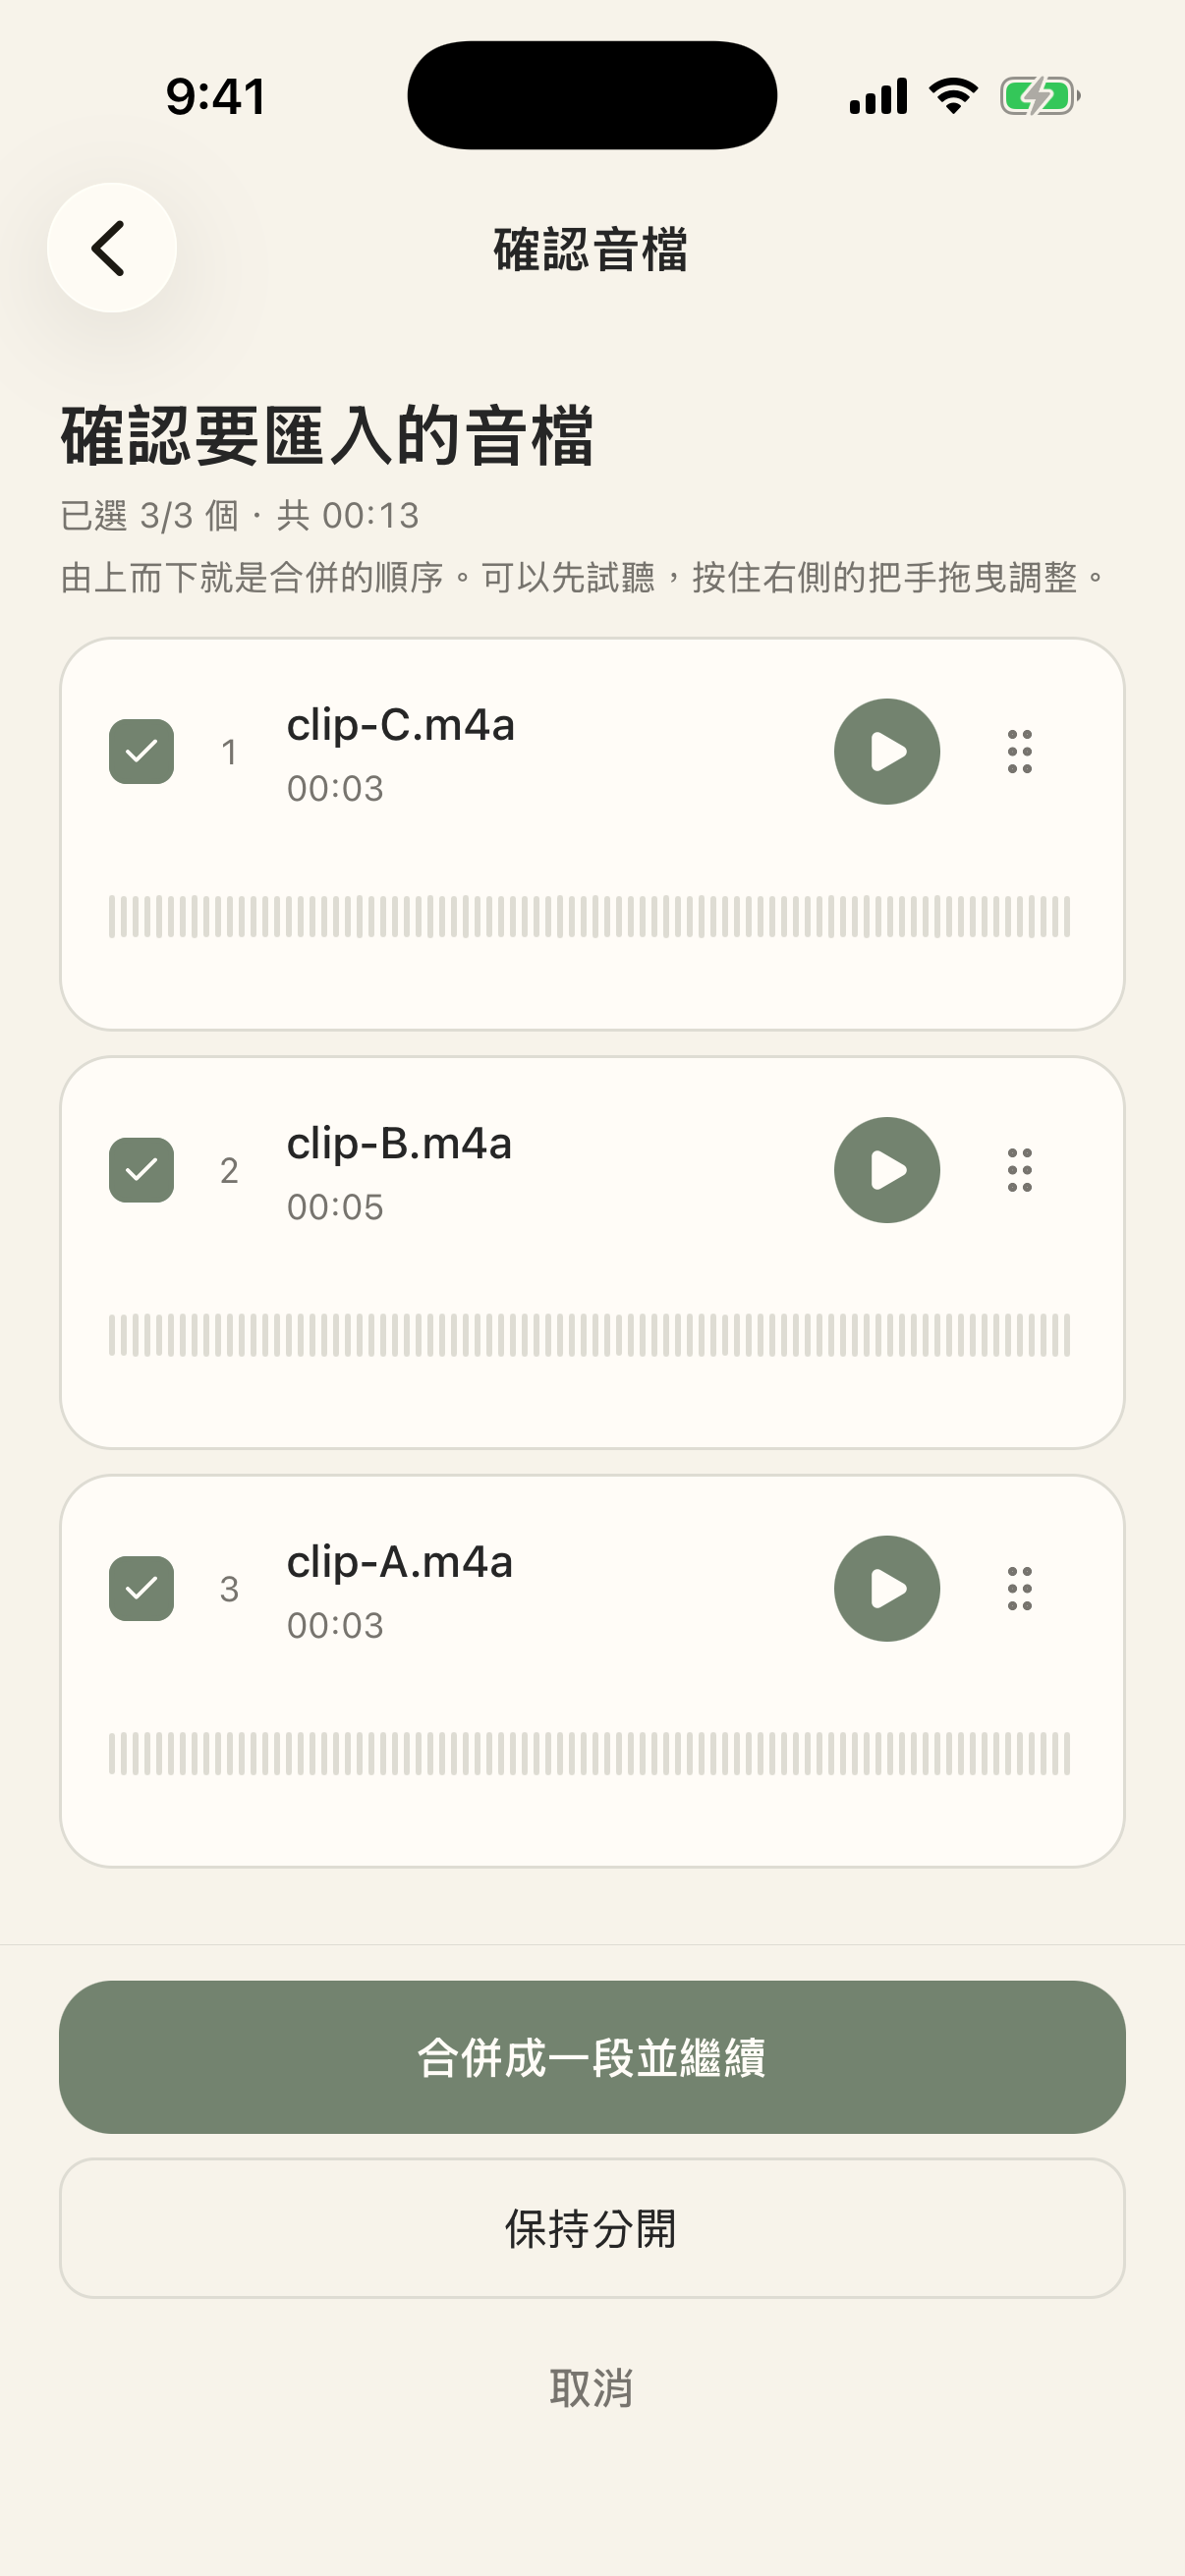 9:41
確認音檔
確認要匯入的音檔
已選 3/3 個 · 共 00:13
由上而下就是合併的順序。可以先試聽，按住右側的把手拖曳調整。
1
clip-C.m4a
00:03
2
clip-B.m4a
00:05
3
clip-A.m4a
00:03
合併成一段並繼續
保持分開
取消